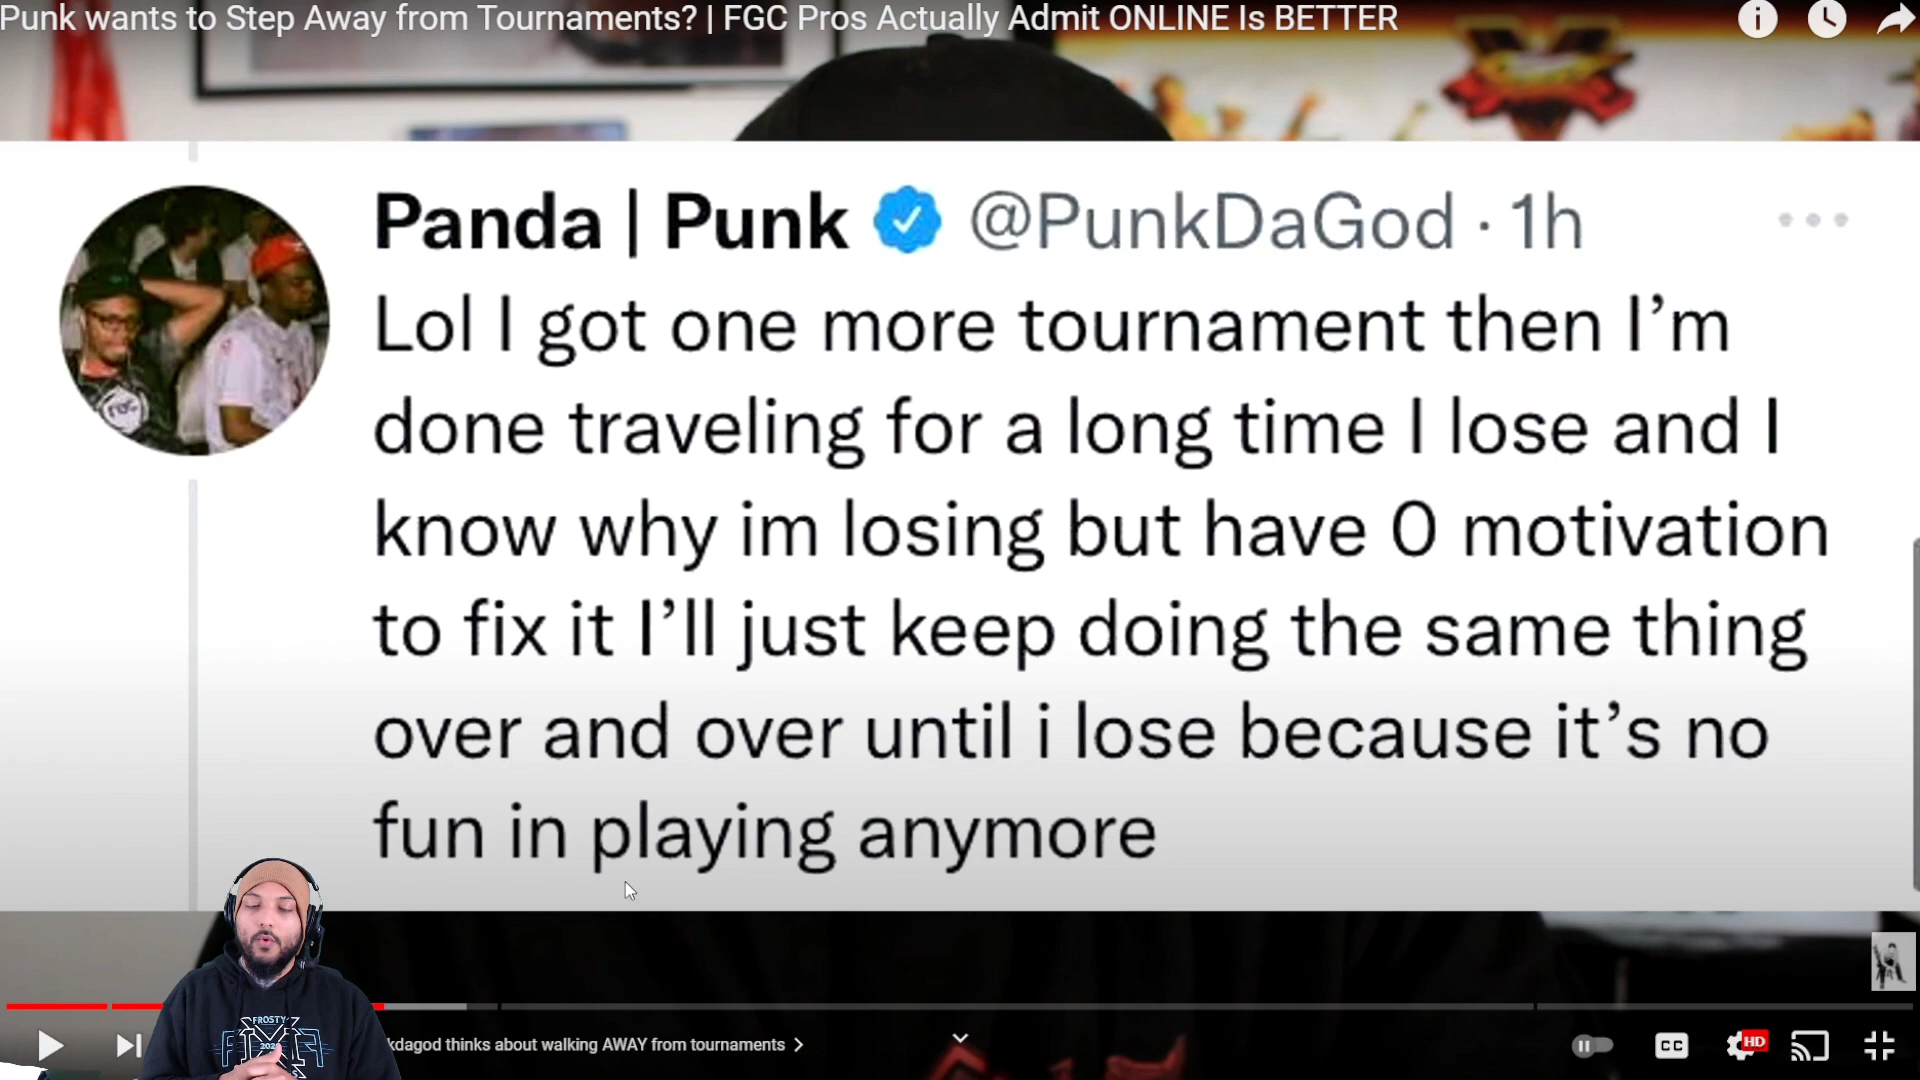 Punk wants to Step Away from Tournaments? | FGC Pros Actually Admit ONLINE Is BETTER
Panda | Punk @PunkDaGod · 1h
Lol I got one more tournament then I'm
done traveling for a long time I lose and I
know why im losing but have 0 motivation
to fix it I'll just keep doing the same thing
over and over until i lose because it's no
fun in playing anymore
FROSTY
kdagod thinks about walking AWAY from tournaments
CC
HD